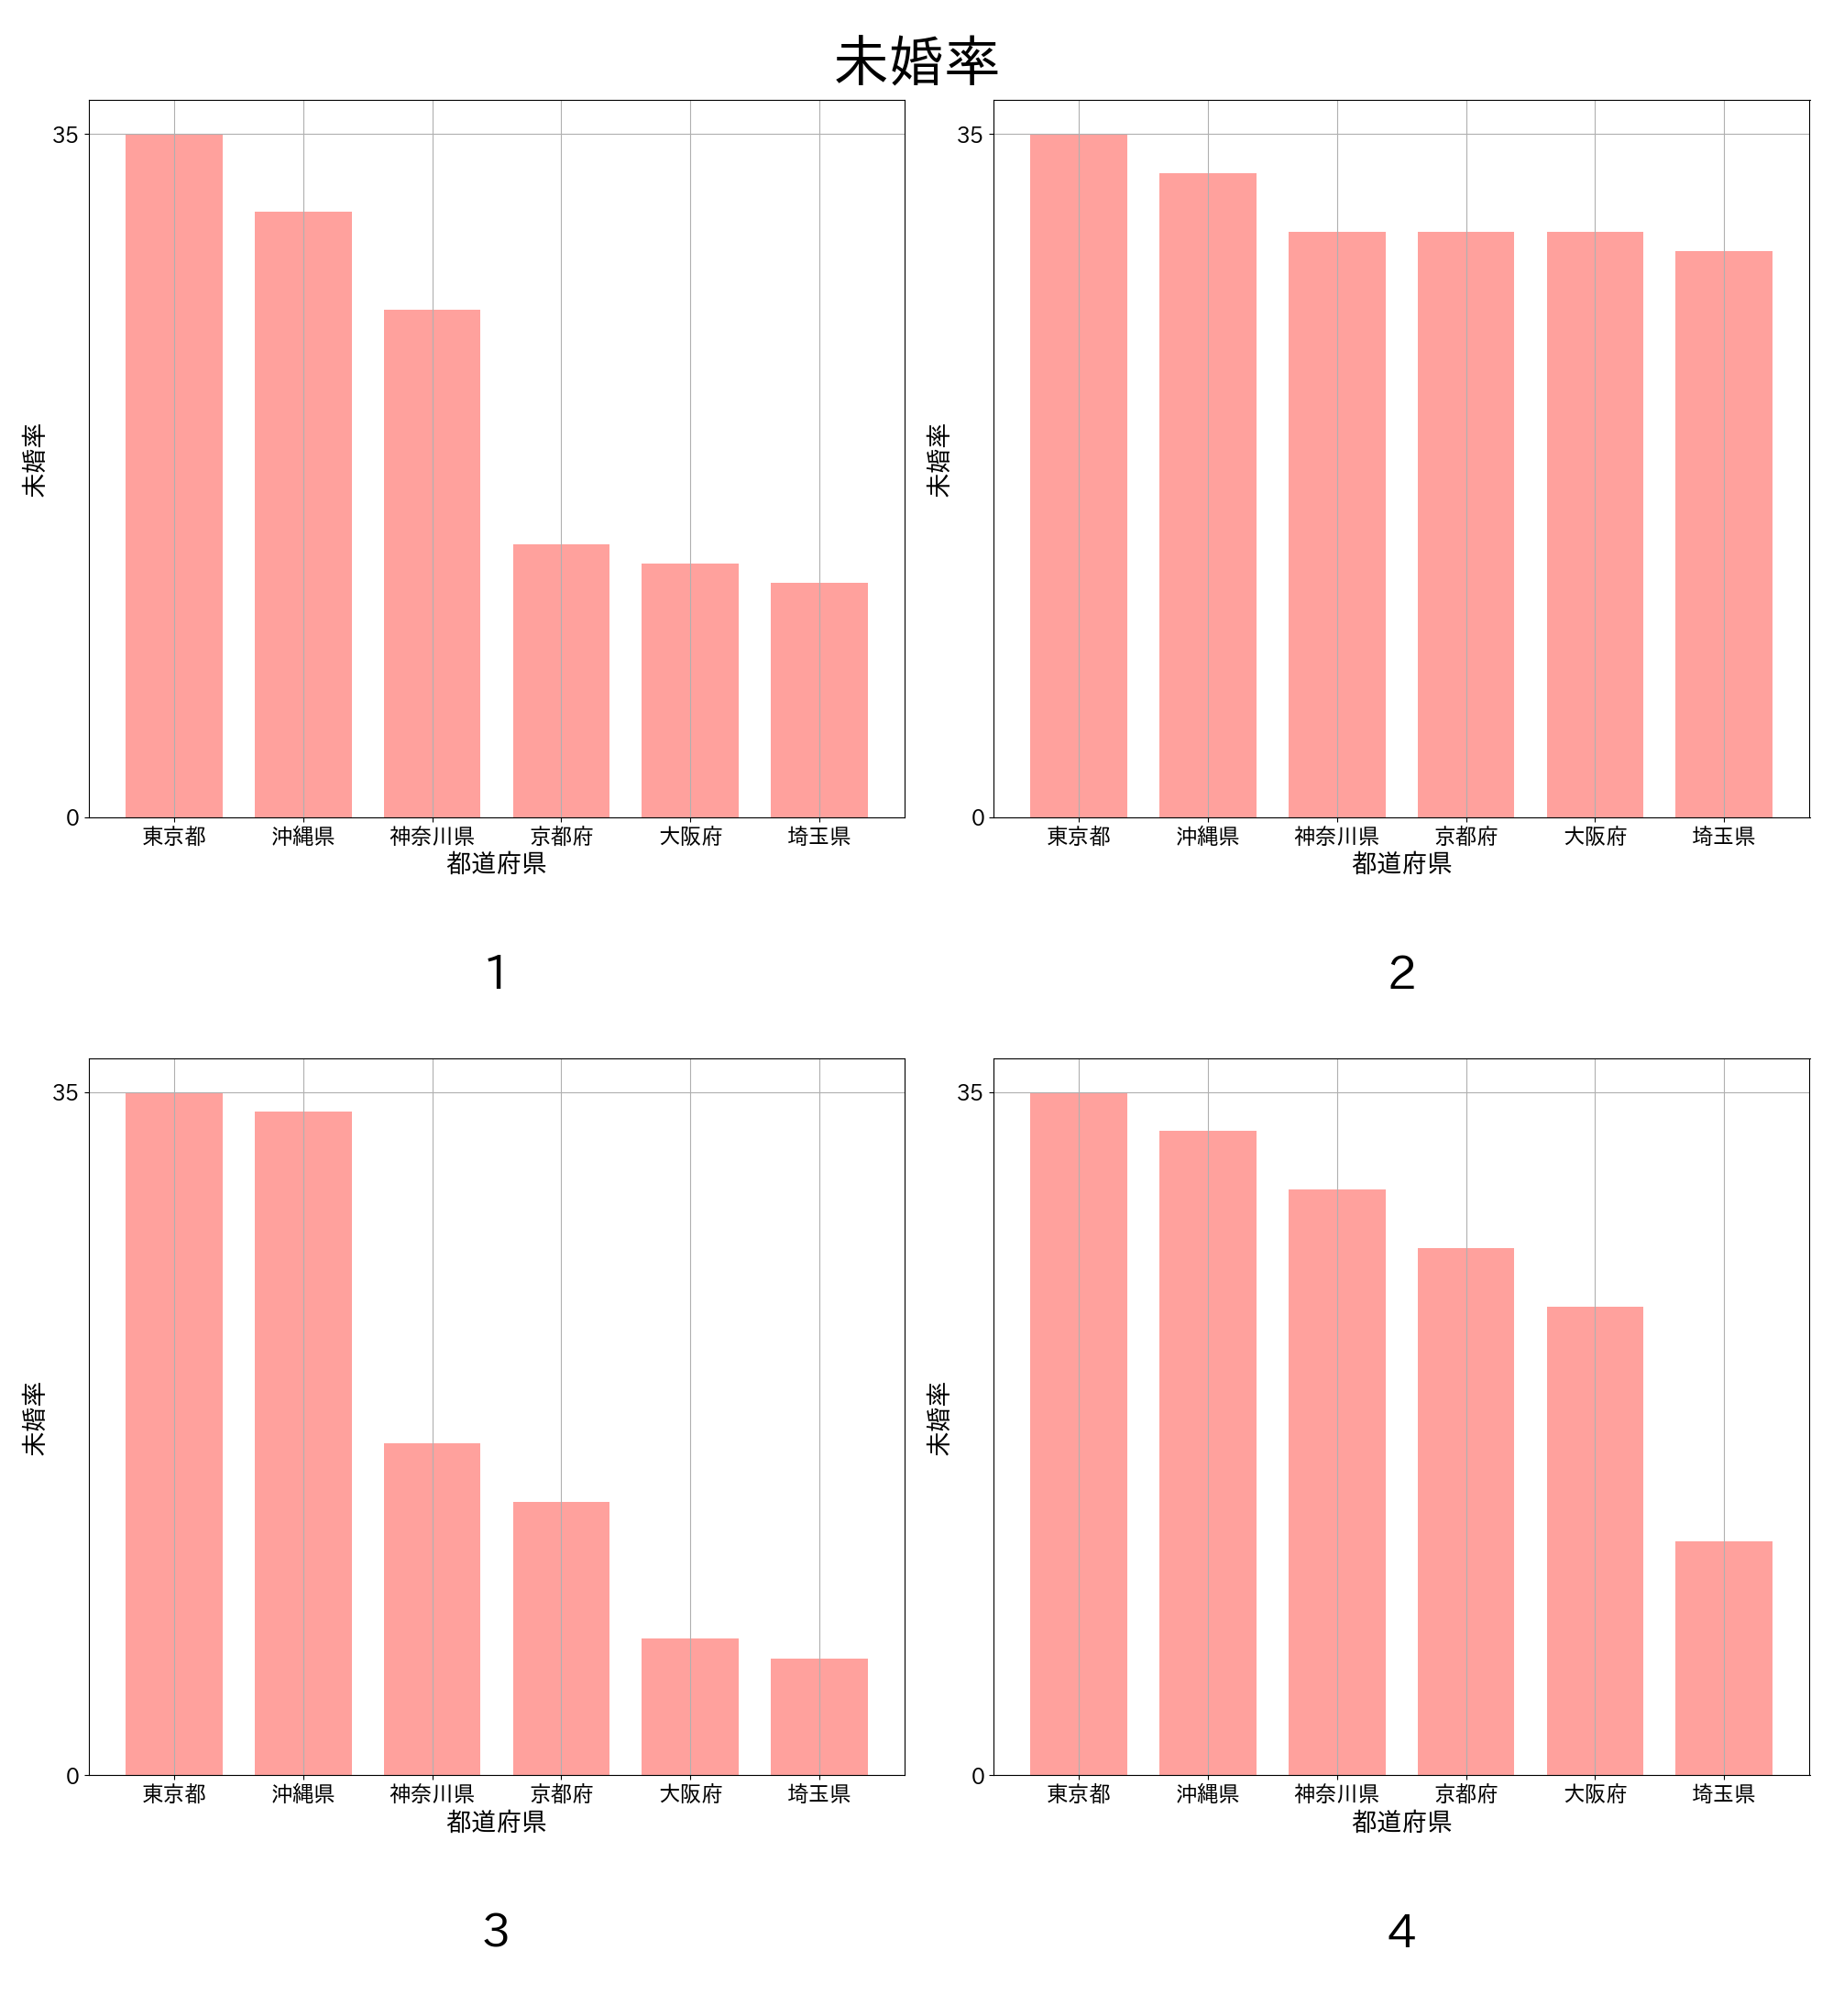 未婚率
35
0
未婚率
東京都 沖縄県 神奈川県 京都府 大阪府 埼玉県
都道府県
1
35
0
未婚率
東京都 沖縄県 神奈川県 京都府 大阪府 埼玉県
都道府県
2
35
0
未婚率
東京都 沖縄県 神奈川県 京都府 大阪府 埼玉県
都道府県
3
35
0
未婚率
東京都 沖縄県 神奈川県 京都府 大阪府 埼玉県
都道府県
4